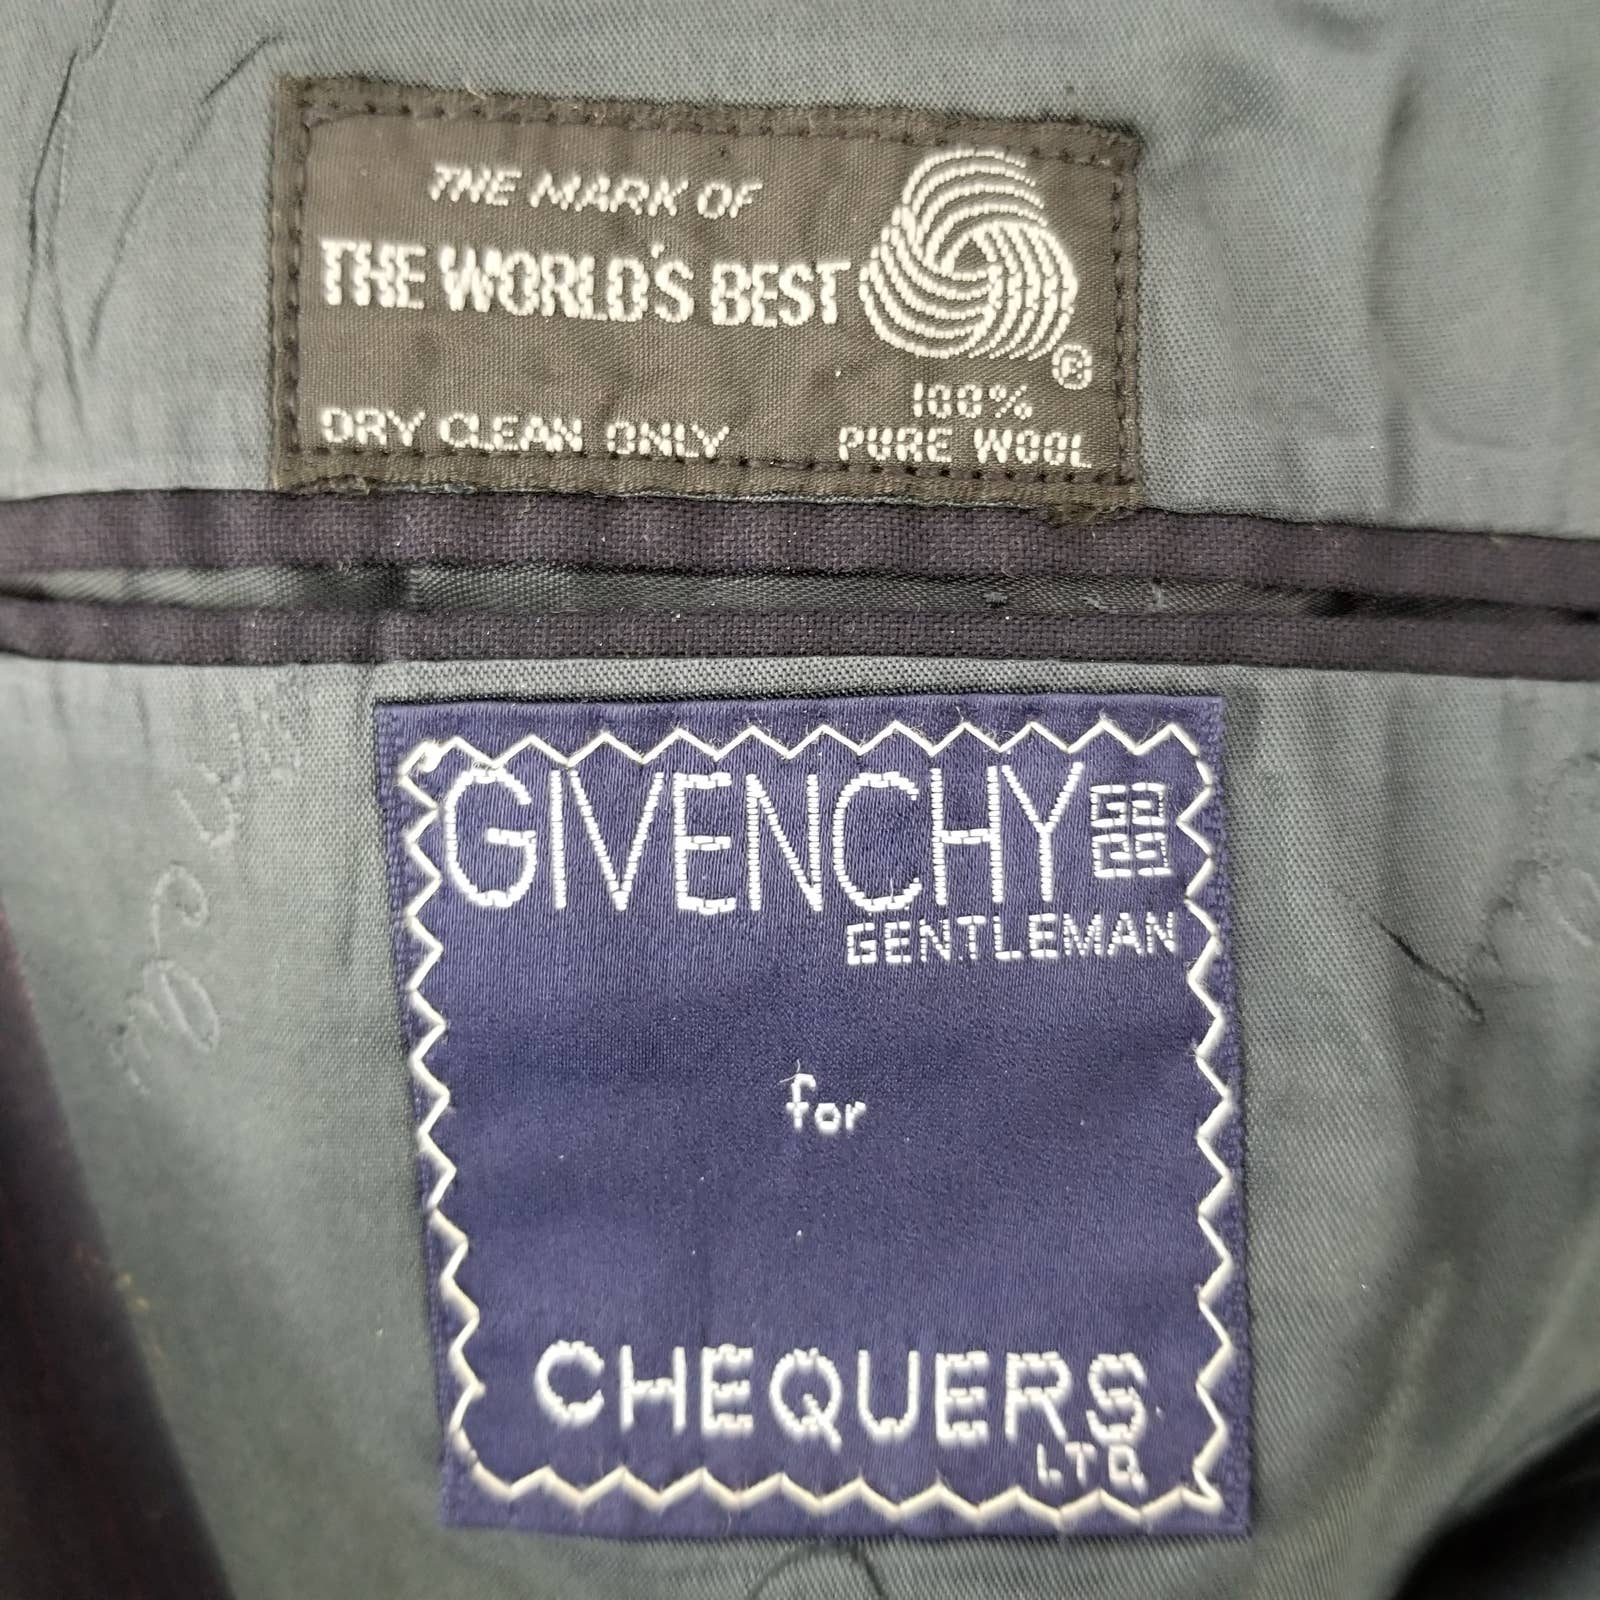 THE MARK OF
THE WORLD'S BEST
®
100%
DRY CLEAN ONLY PURE WOOL
GIVENCHY
GENTLEMAN
for
CHEQUERS
LTD.